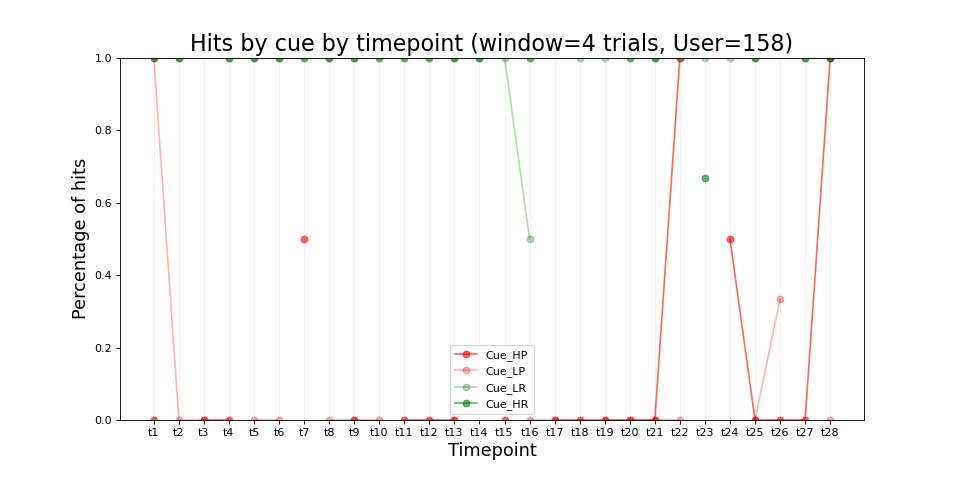 Hits by cue by timepoint (window=4 trials, User=158)
Percentage of hits
1.0
0.8
0.6
0.4
0.2
0.0
Cue_HP
Cue_LP
Cue_LR
Cue_HR
t1 t2 t3 t4 t5 t6 t7 t8 t9 t10 t11 t12 t13 t14 t15 t16 t17 t18 t19 t20 t21 t22 t23 t24 t25 t26 t27 t28
Timepoint